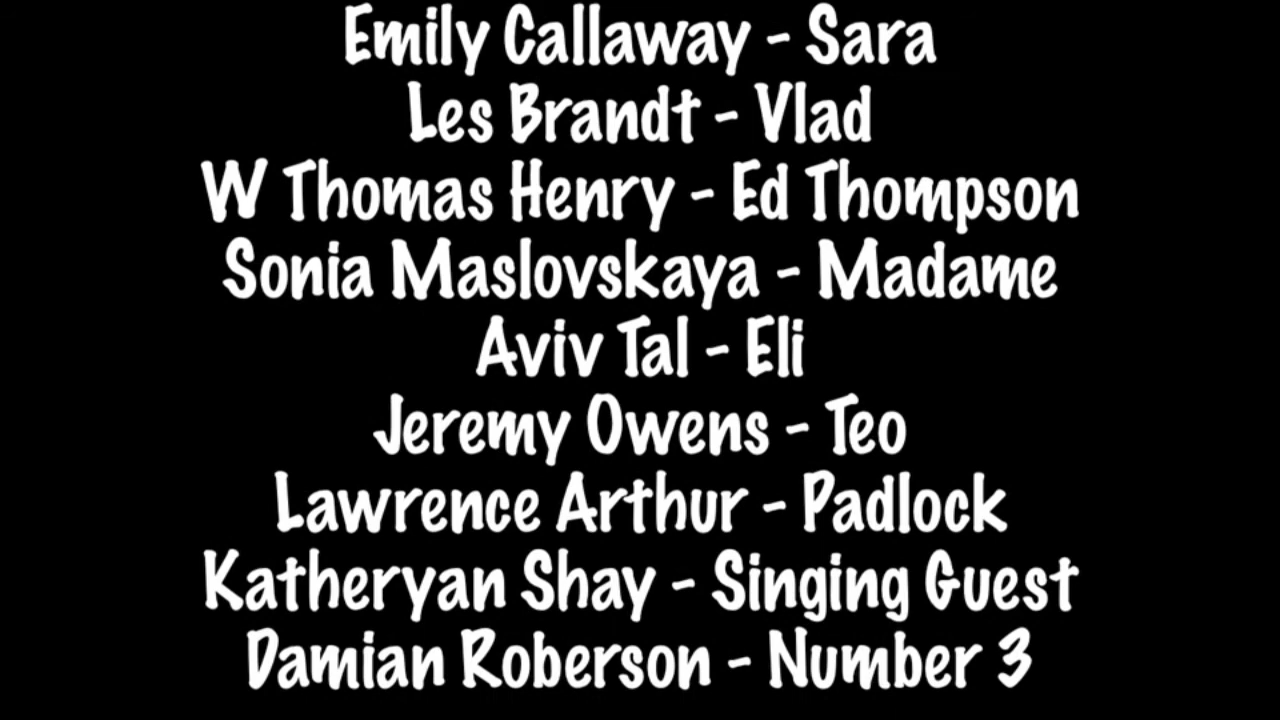 Emily Callaway - Sara
Les Brandt - Vlad
W Thomas Henry - Ed Thompson
Sonia Maslovskaya - Madame
Aviv Tal - Eli
Jeremy Owens - Teo
Lawrence Arthur - Padlock
Katheryan Shay - Singing Guest
Damian Roberson - Number 3